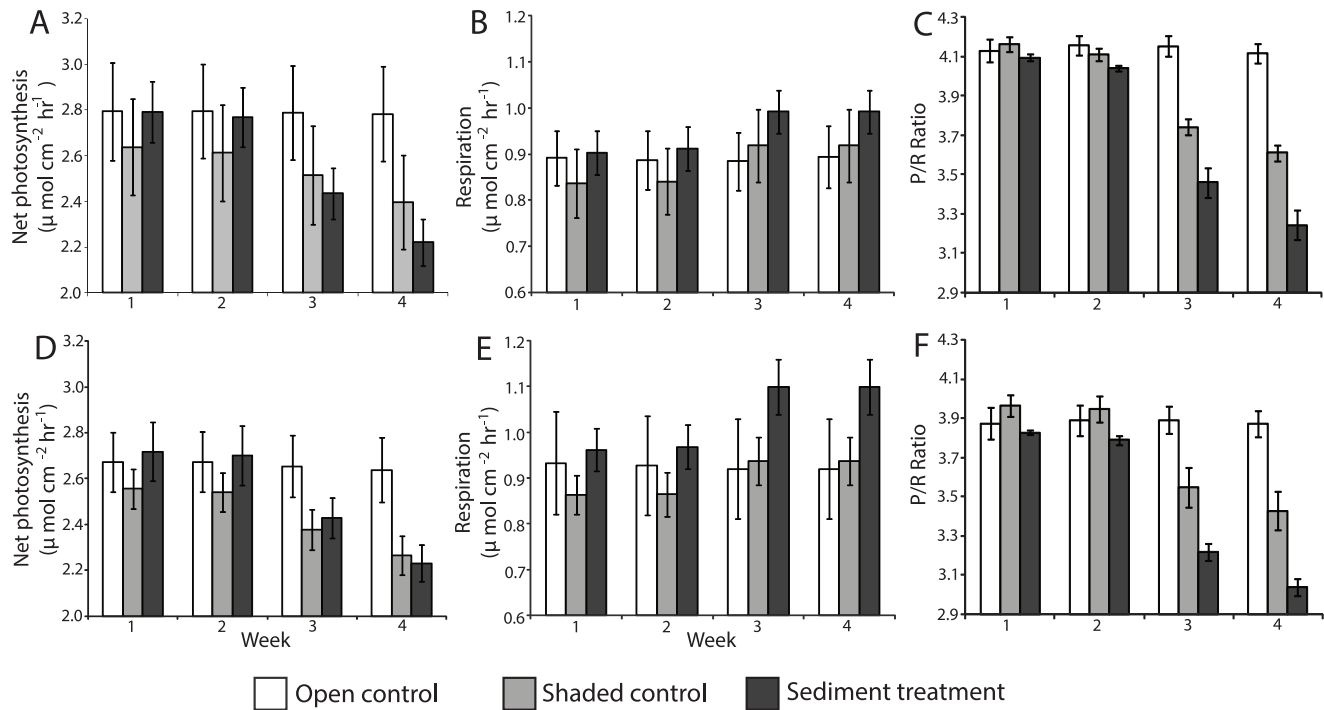 A
Net photosynthesis
(μ mol cm⁻² hr⁻¹)
3.2
3.0
2.8
2.6
2.4
2.2
2.0
1 2 3 4
B
Respiration
(μ mol cm⁻² hr⁻¹)
1.2
1.1
1.0
0.9
0.8
0.7
0.6
1 2 3 4
C
P/R Ratio
4.3
4.1
3.9
3.7
3.5
3.3
3.1
2.9
1 2 3 4
D
Net photosynthesis
(μ mol cm⁻² hr⁻¹)
3.2
3.0
2.8
2.6
2.4
2.2
2.0
1 2 3 4
Week
E
Respiration
(μ mol cm⁻² hr⁻¹)
1.2
1.1
1.0
0.9
0.8
0.7
0.6
1 2 3 4
Week
F
P/R Ratio
4.3
4.1
3.9
3.7
3.5
3.3
3.1
2.9
1 2 3 4
Open control
Shaded control
Sediment treatment